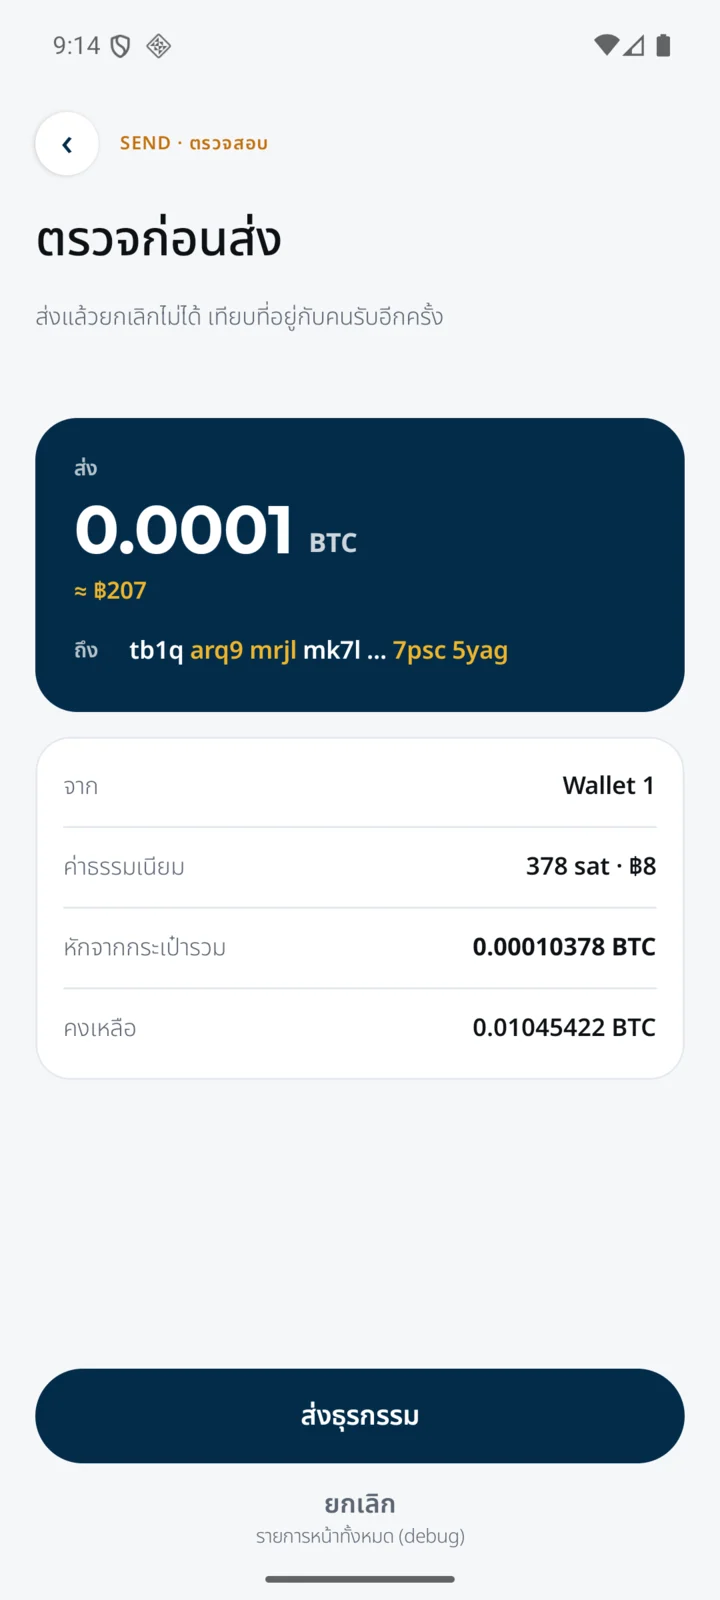 9:14
SEND · ตรวจสอบ
ตรวจก่อนส่ง
ส่งแล้วยกเลิกไม่ได้ เทียบที่อยู่กับคนรับอีกครั้ง
ส่ง
0.0001 BTC
≈ ฿207
ถึง tb1q arq9 mrjl mk7l ... 7psc 5yag
จาก Wallet 1
ค่าธรรมเนียม 378 sat · ฿8
หักจากกระเป๋ารวม 0.00010378 BTC
คงเหลือ 0.01045422 BTC
ส่งธุรกรรม
ยกเลิก
รายการหน้าทั้งหมด (debug)